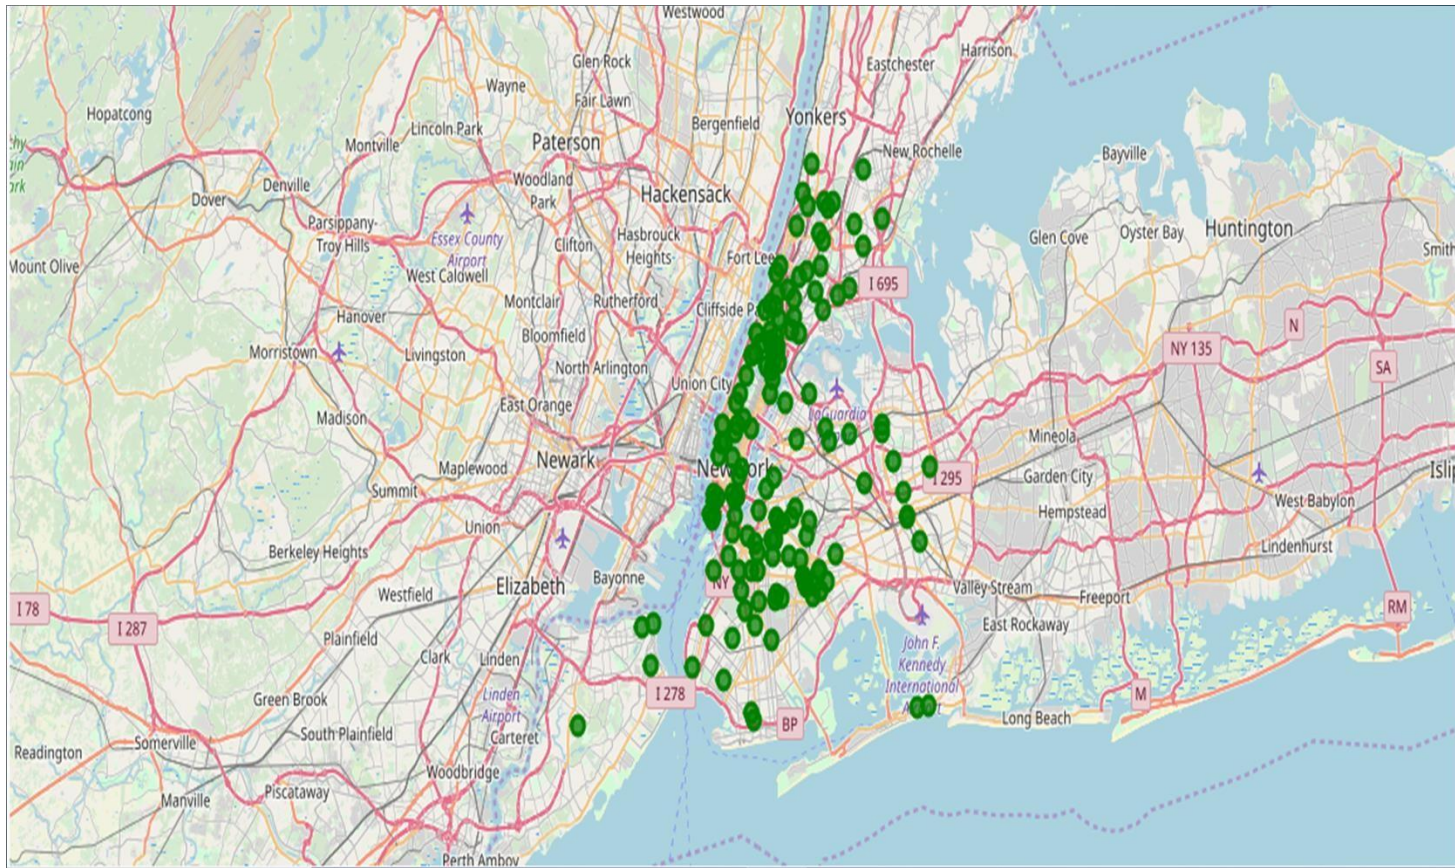 Westwood
Harrison
Glen Rock
Eastchester
Wayne
Fair Lawn
Hopatcong
Yonkers
Bergenfield
Lincoln Park
Paterson
Montville
New Rochelle
Bayville
Woodland
Park
Denville
Hackensack
Dover
Parsippany-
Troy Hills
Essex County
Airport
Clifton
Hasbrouck
Heights
Glen Cove
Oyster Bay
Huntington
Mount Olive
West Caldwell
Fort Lee
I 695
Montclair
Rutherford
Cliffside
Hanover
Bloomfield
N
Morristown
Livingston
North Arlington
NY 135
SA
Union City
East Orange
LaGuardia
Madison
Mineola
Newark
New York
Maplewood
I 295
Garden City
Summit
West Babylon
Union
Hempstead
Berkeley Heights
Lindenhurst
Elizabeth
Bayonne
NY
Valley Stream
Freeport
Westfield
I 78
I 287
RM
East Rockaway
Plainfield
John F.
Kennedy
International
Clark
Linden
Green Brook
I 278
M
Linden
Airport
Long Beach
BP
South Plainfield
Carteret
Somerville
Readington
Woodbridge
Manville
Piscataway
Perth Amboy